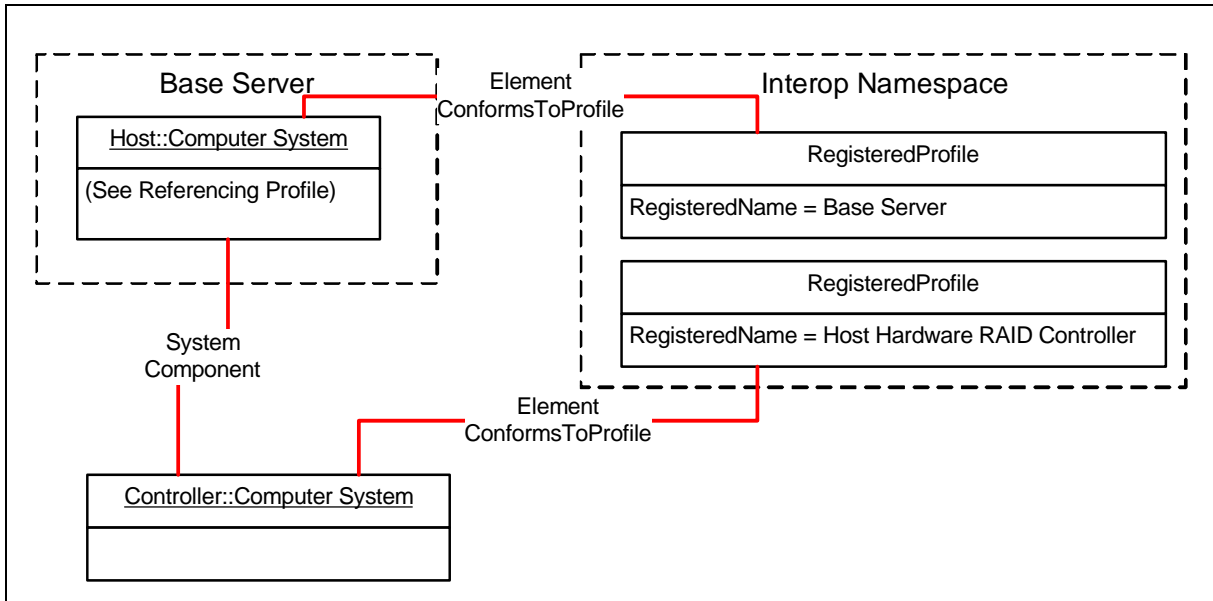 Base Server
Host::Computer System
(See Referencing Profile)
Element
ConformsToProfile
Interop Namespace
RegisteredProfile
RegisteredName = Base Server
RegisteredProfile
RegisteredName = Host Hardware RAID Controller
System
Component
Element
ConformsToProfile
Controller::Computer System